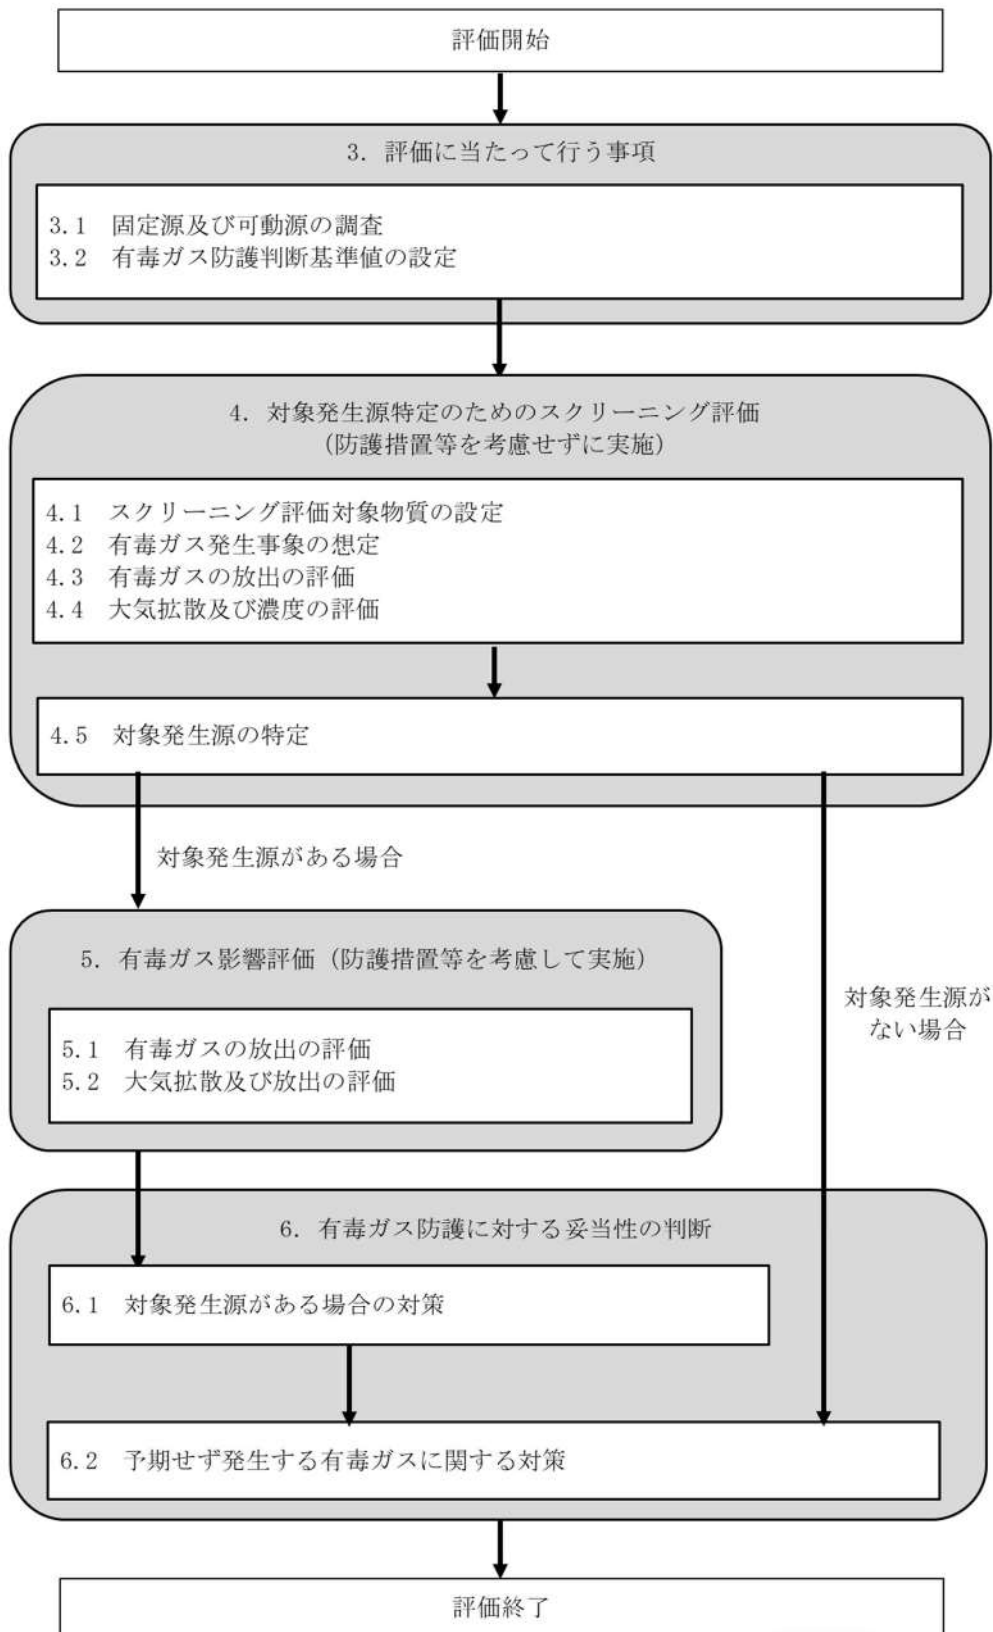 評価開始
3. 評価に当たって行う事項
3.1 固定源及び可動源の調査
3.2 有毒ガス防護判断基準値の設定
4. 対象発生源特定のためのスクリーニング評価
(防護措置等を考慮せずに実施)
4.1 スクリーニング評価対象物質の設定
4.2 有毒ガス発生事象の想定
4.3 有毒ガスの放出の評価
4.4 大気拡散及び濃度の評価
4.5 対象発生源の特定
対象発生源がある場合
5. 有毒ガス影響評価(防護措置等を考慮して実施)
5.1 有毒ガスの放出の評価
5.2 大気拡散及び放出の評価
対象発生源が
ない場合
6. 有毒ガス防護に対する妥当性の判断
6.1 対象発生源がある場合の対策
6.2 予期せず発生する有毒ガスに関する対策
評価終了